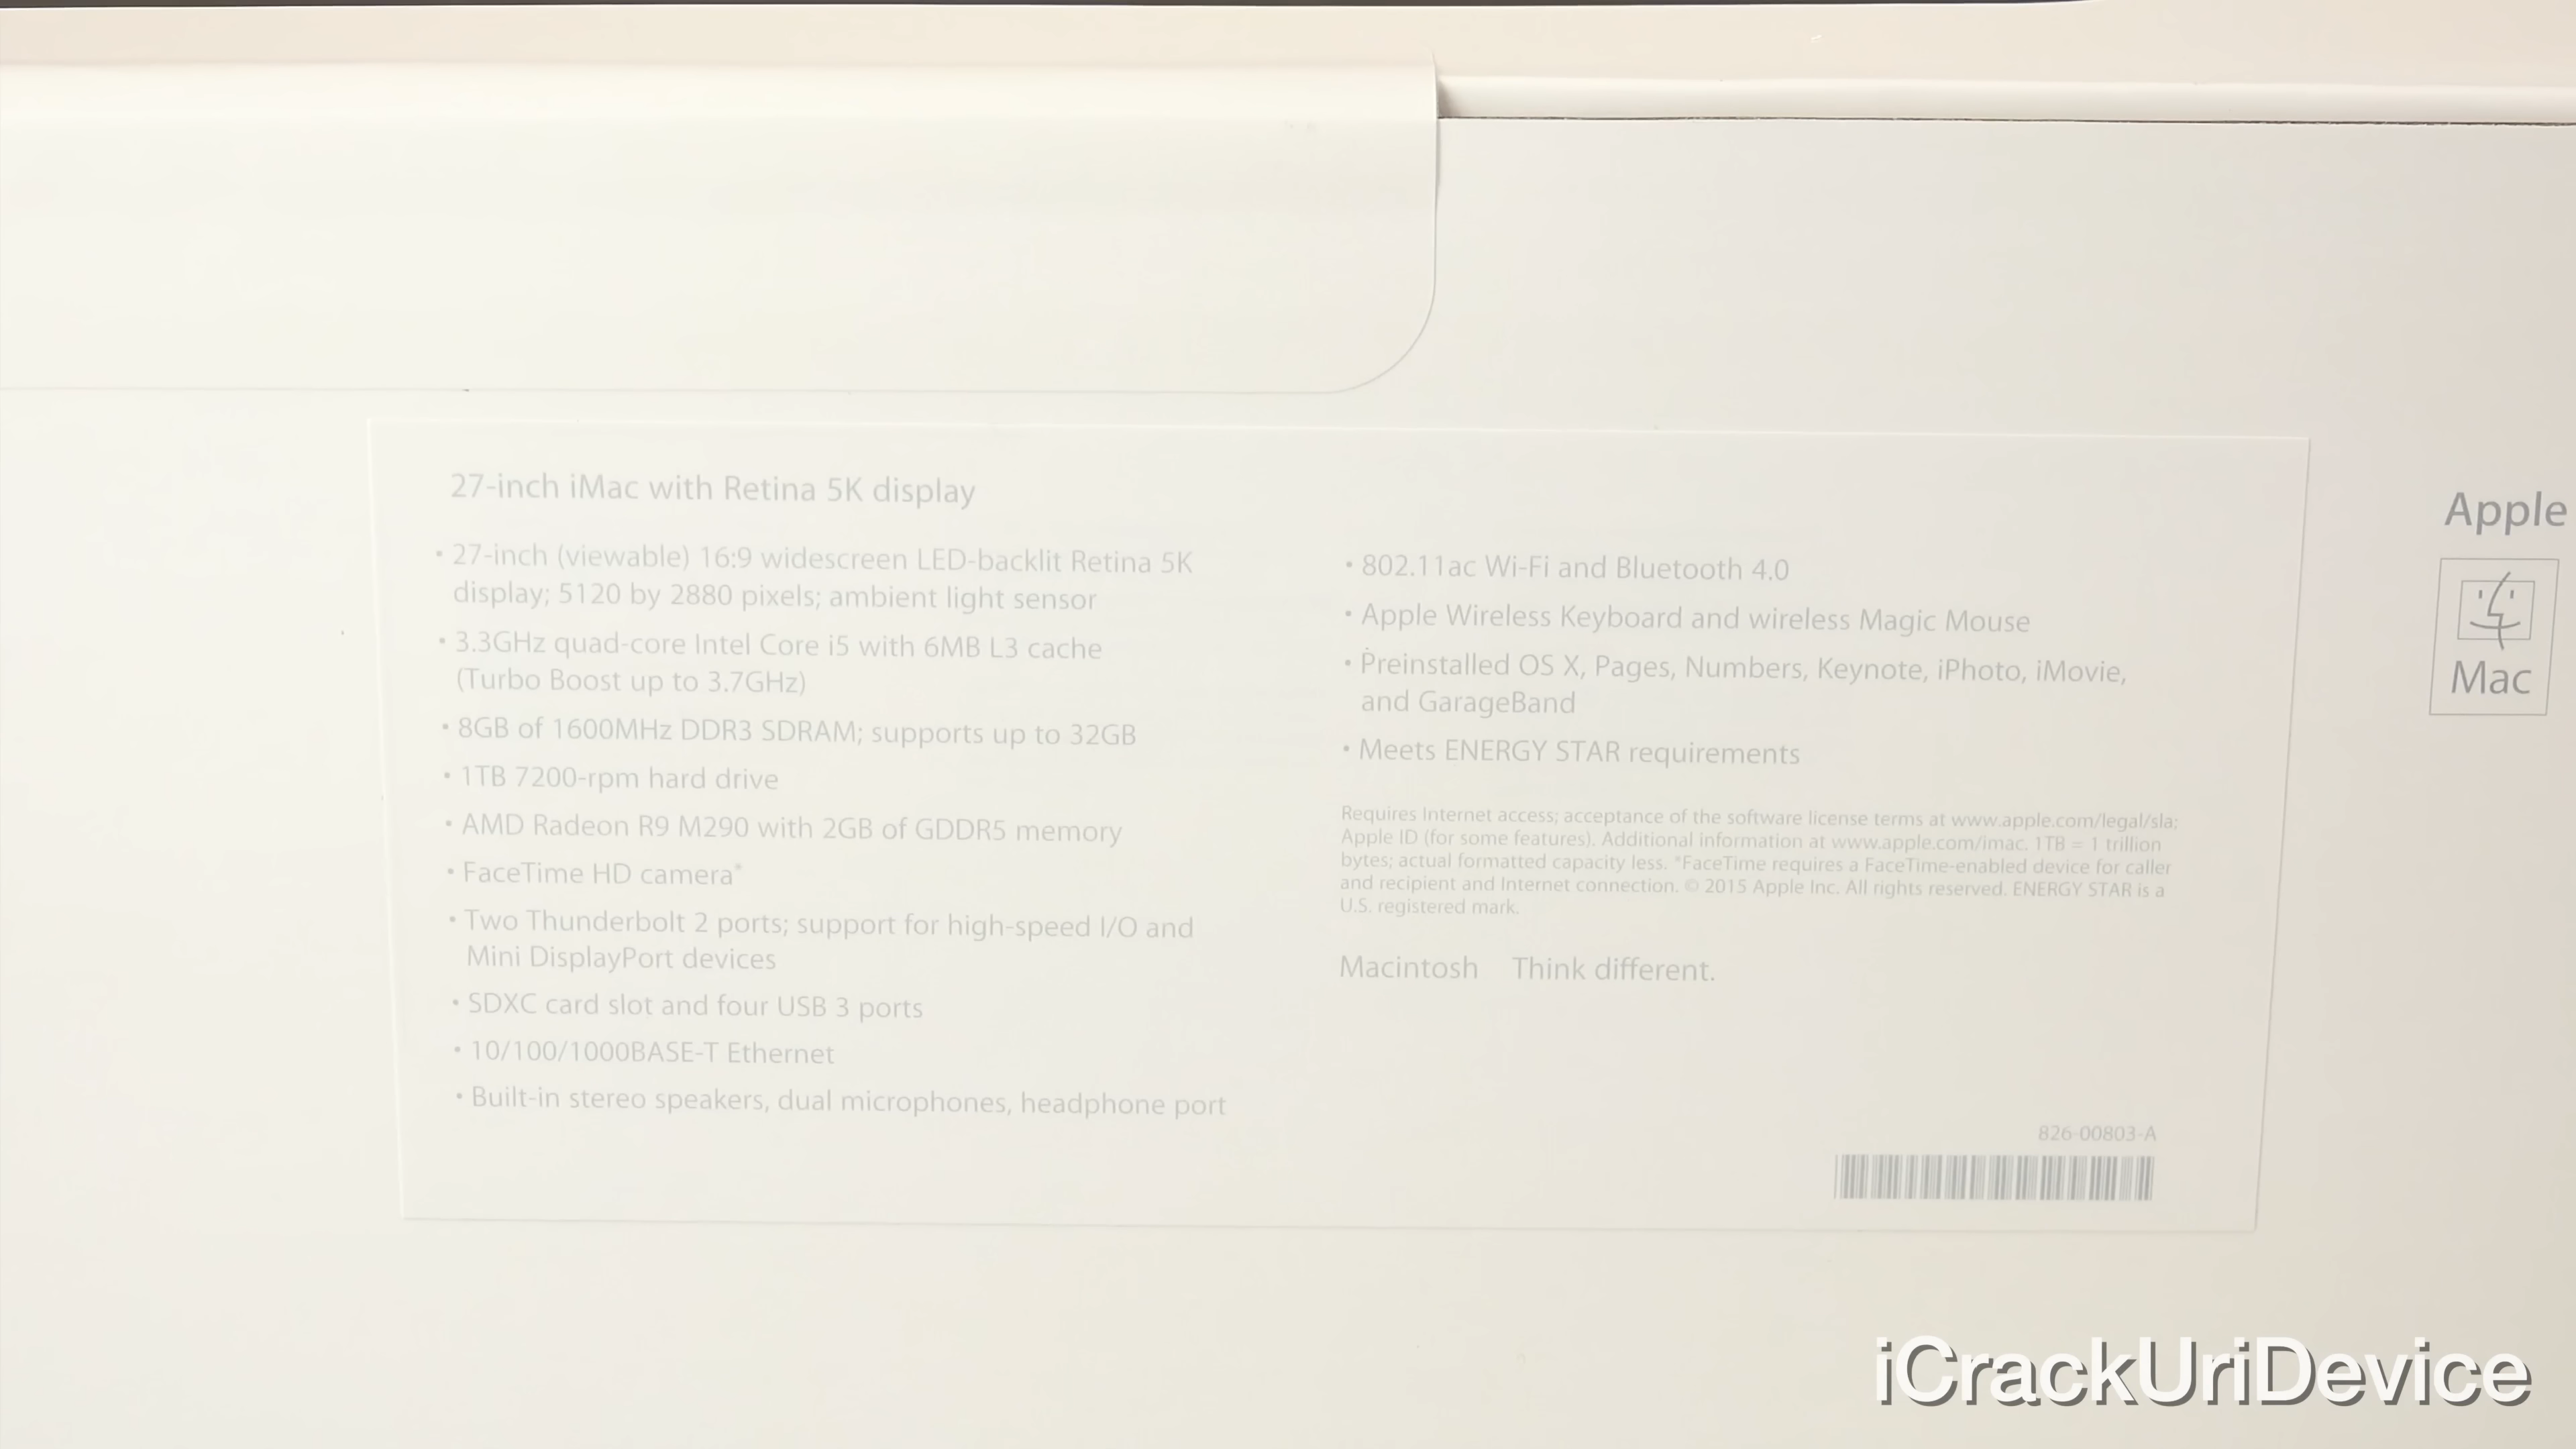 27-inch iMac with Retina 5K display
• 27-inch (viewable) 16:9 widescreen LED-backlit Retina 5K
display; 5120 by 2880 pixels; ambient light sensor
• 3.3GHz quad-core Intel Core i5 with 6MB L3 cache
(Turbo Boost up to 3.7GHz)
• 8GB of 1600MHz DDR3 SDRAM; supports up to 32GB
• 1TB 7200-rpm hard drive
• AMD Radeon R9 M290 with 2GB of GDDR5 memory
• FaceTime HD camera*
• Two Thunderbolt 2 ports; support for high-speed I/O and
Mini DisplayPort devices
• SDXC card slot and four USB 3 ports
• 10/100/1000BASE-T Ethernet
• Built-in stereo speakers, dual microphones, headphone port
• 802.11ac Wi-Fi and Bluetooth 4.0
• Apple Wireless Keyboard and wireless Magic Mouse
• Preinstalled OS X, Pages, Numbers, Keynote, iPhoto, iMovie,
and GarageBand
• Meets ENERGY STAR requirements
Requires Internet access; acceptance of the software license terms at www.apple.com/legal/sla;
Apple ID (for some features). Additional information at www.apple.com/imac. 1TB = 1 trillion
bytes; actual formatted capacity less. *FaceTime requires a FaceTime-enabled device for caller
and recipient and Internet connection. © 2015 Apple Inc. All rights reserved. ENERGY STAR is a
U.S. registered mark.
Macintosh Think different.
826-00803-A
Apple
Mac
iCrackUriDevice